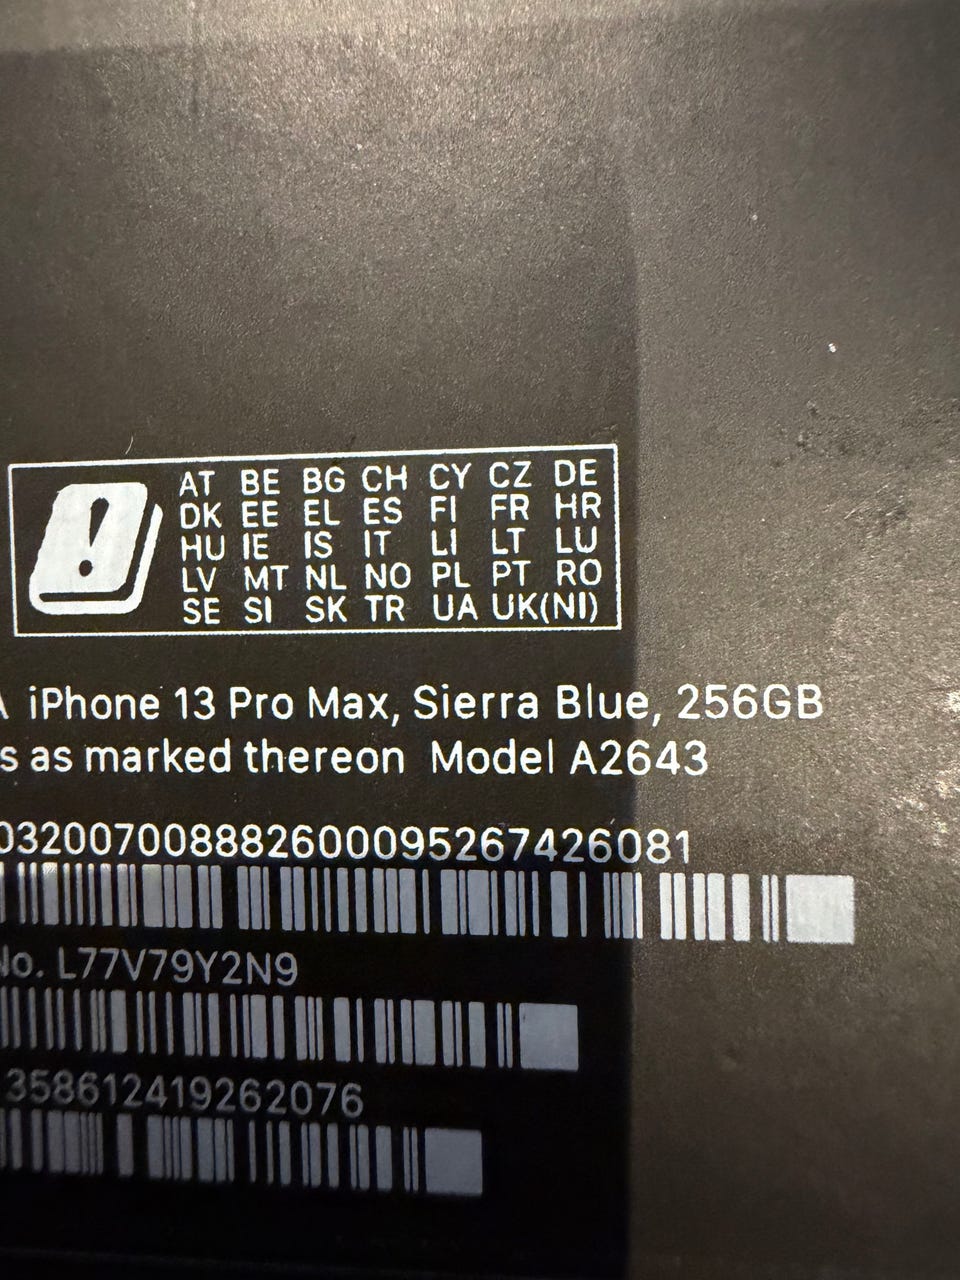 AT BE BG CH CY CZ DE
DK EE EL ES FI FR HR
HU IE IS IT LI LT LU
LV MT NL NO PL PT RO
SE SI SK TR UA UK(NI)
iPhone 13 Pro Max, Sierra Blue, 256GB
as marked thereon Model A2643
032007008882600095267426081
No. L77V79Y2N9
358612419262076